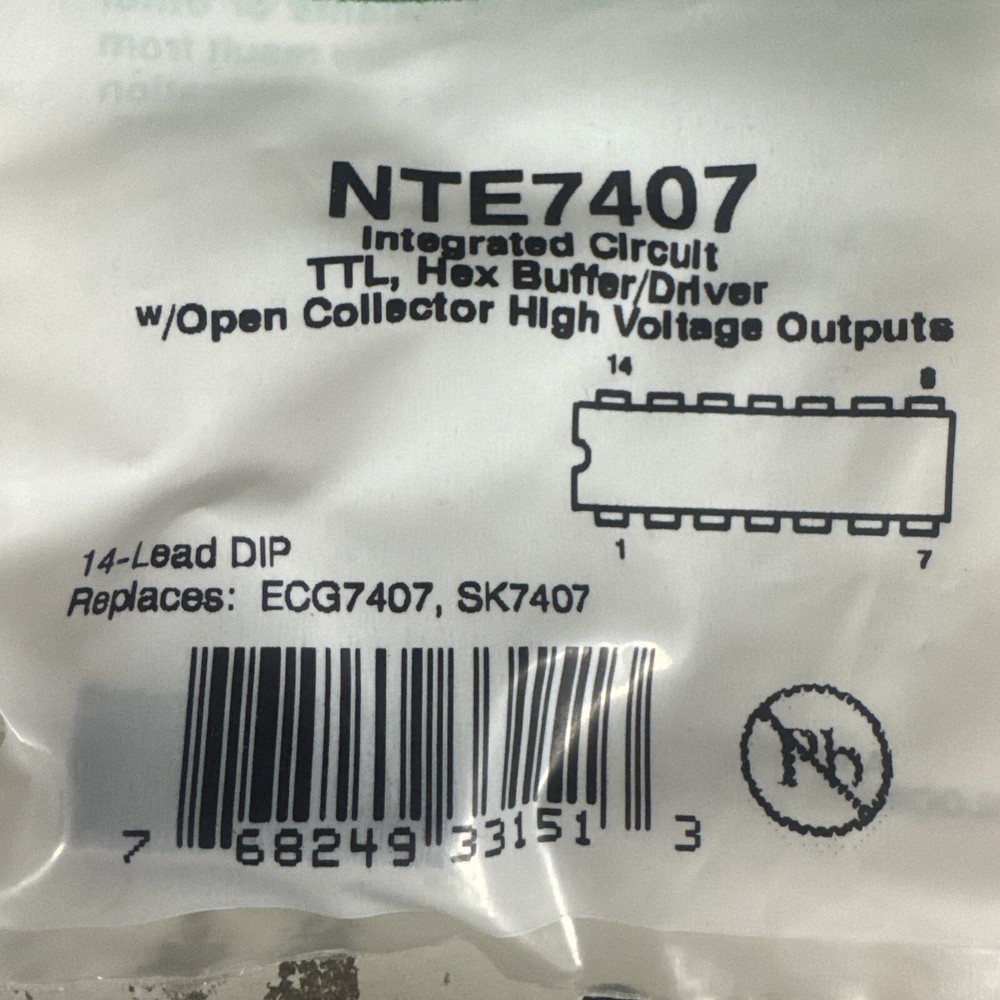 NTE7407
Integrated Circuit
TTL, Hex Buffer/Driver
w/Open Collector High Voltage Outputs
14 8
1 7
14-Lead DIP
Replaces: ECG7407, SK7407
Pb
7 68249 33151 3